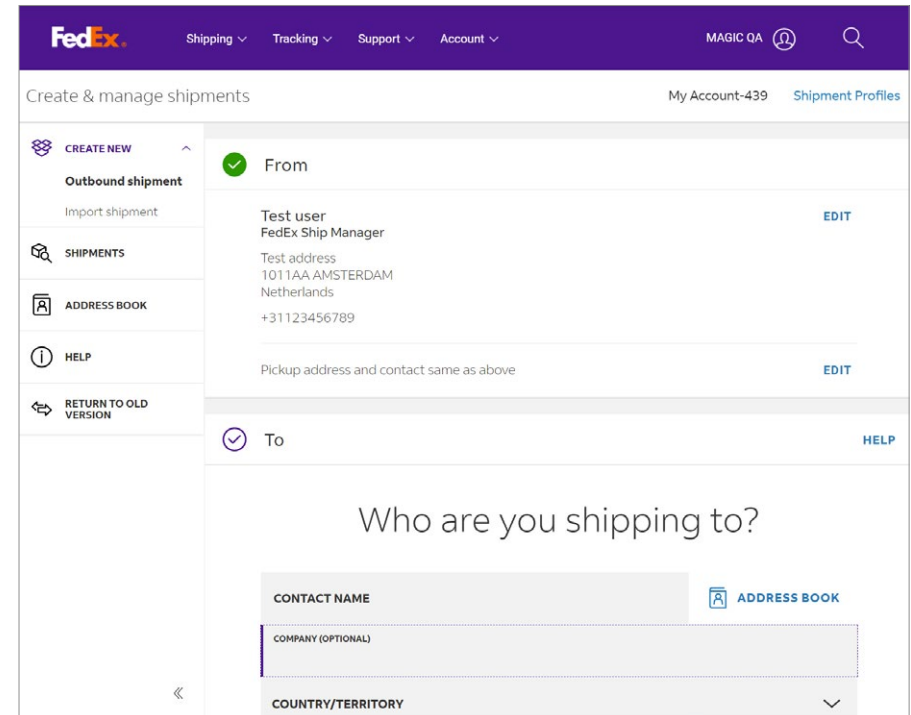 FedEx.
Shipping Tracking Support Account MAGIC QA
Create & manage shipments My Account-439 Shipment Profiles
CREATE NEW
Outbound shipment
Import shipment
SHIPMENTS
ADDRESS BOOK
HELP
RETURN TO OLD
VERSION
From
Test user EDIT
FedEx Ship Manager
Test address
1011AA AMSTERDAM
Netherlands
+31123456789
Pickup address and contact same as above EDIT
To HELP
Who are you shipping to?
CONTACT NAME ADDRESS BOOK
COMPANY (OPTIONAL)
COUNTRY/TERRITORY